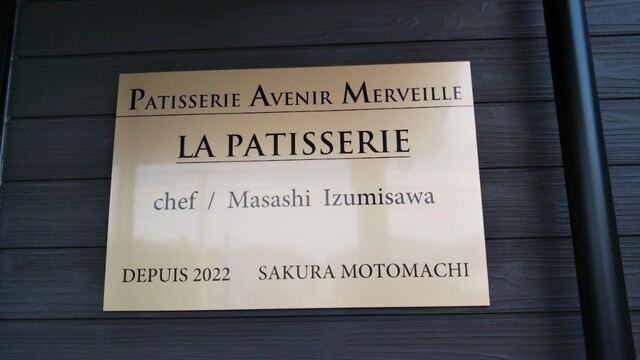 PATISSERIE AVENIR MERVEILLE
LA PATISSERIE
chef / Masashi Izumisawa
DEPUIS 2022 SAKURA MOTOMACHI